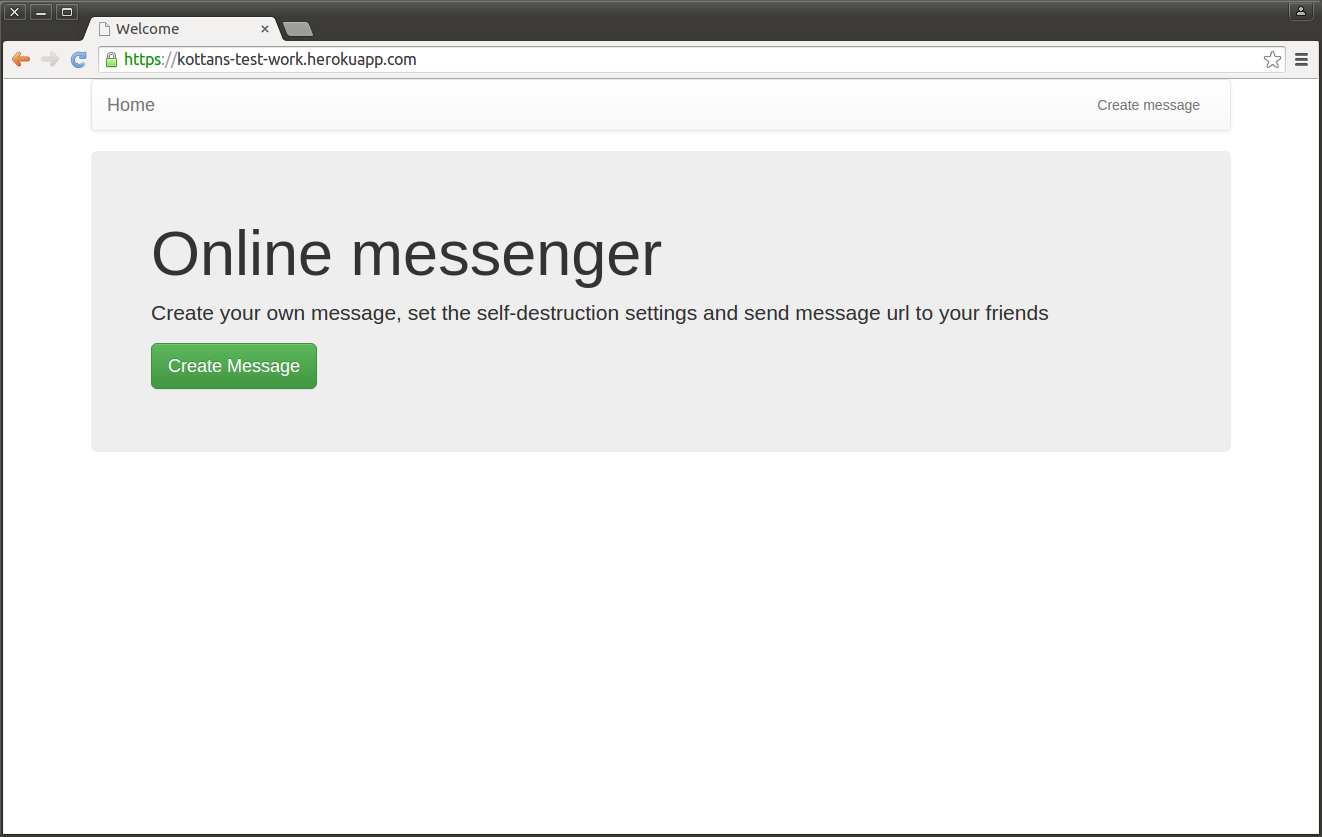 Welcome
https://kottans-test-work.herokuapp.com
Home
Create message
Online messenger
Create your own message, set the self-destruction settings and send message url to your friends
Create Message